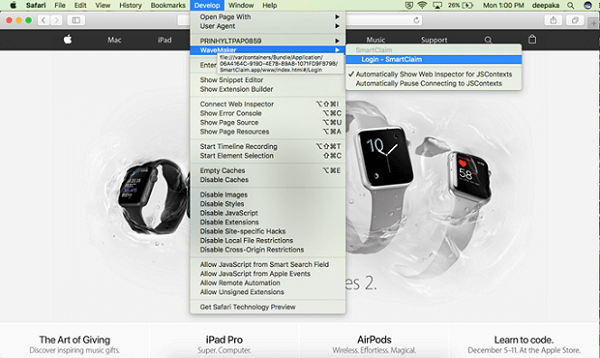 Safari File Edit View History Bookmarks Develop Window Help 26% Mon 1:00 PM deepaka
Mac iPad Music Support
Open Page With
User Agent
PRINHYLTPAP0859
WaveMaker
file:///var/containers/Bundle/Application/
06A4164C-919D-4E7B-89A8-1071FD9FB798/
SmartClaim.app/www/index.html#/Login
SmartClaim
Login - SmartClaim
Automatically Show Web Inspector for JSContexts
Automatically Pause Connecting to JSContexts
Enter
Show Snippet Editor
Show Extension Builder
Connect Web Inspector ⌥⇧⌘I
Show Error Console ⌥⌘C
Show Page Source ⌥⌘U
Show Page Resources ⌥⌘A
Start Timeline Recording ⌥⇧⌘T
Start Element Selection ⇧⌘C
Empty Caches ⌥⌘E
Disable Caches
Disable Images
Disable Styles
Disable JavaScript
Disable Extensions
Disable Site-specific Hacks
Disable Local File Restrictions
Disable Cross-Origin Restrictions
Allow JavaScript from Smart Search Field
Allow JavaScript from Apple Events
Allow Remote Automation
Allow Unsigned Extensions
Get Safari Technology Preview
es 2.
The Art of Giving
Discover inspiring music gifts.
iPad Pro
Super. Computer.
AirPods
Wireless. Effortless. Magical.
Learn to code.
December 5-11. At the Apple Store.